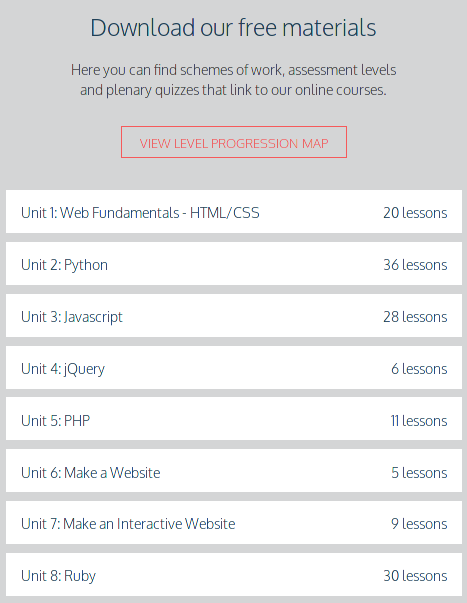 Download our free materials
Here you can find schemes of work, assessment levels
and plenary quizzes that link to our online courses.
VIEW LEVEL PROGRESSION MAP
Unit 1: Web Fundamentals - HTML/CSS 20 lessons
Unit 2: Python 36 lessons
Unit 3: Javascript 28 lessons
Unit 4: jQuery 6 lessons
Unit 5: PHP 11 lessons
Unit 6: Make a Website 5 lessons
Unit 7: Make an Interactive Website 9 lessons
Unit 8: Ruby 30 lessons